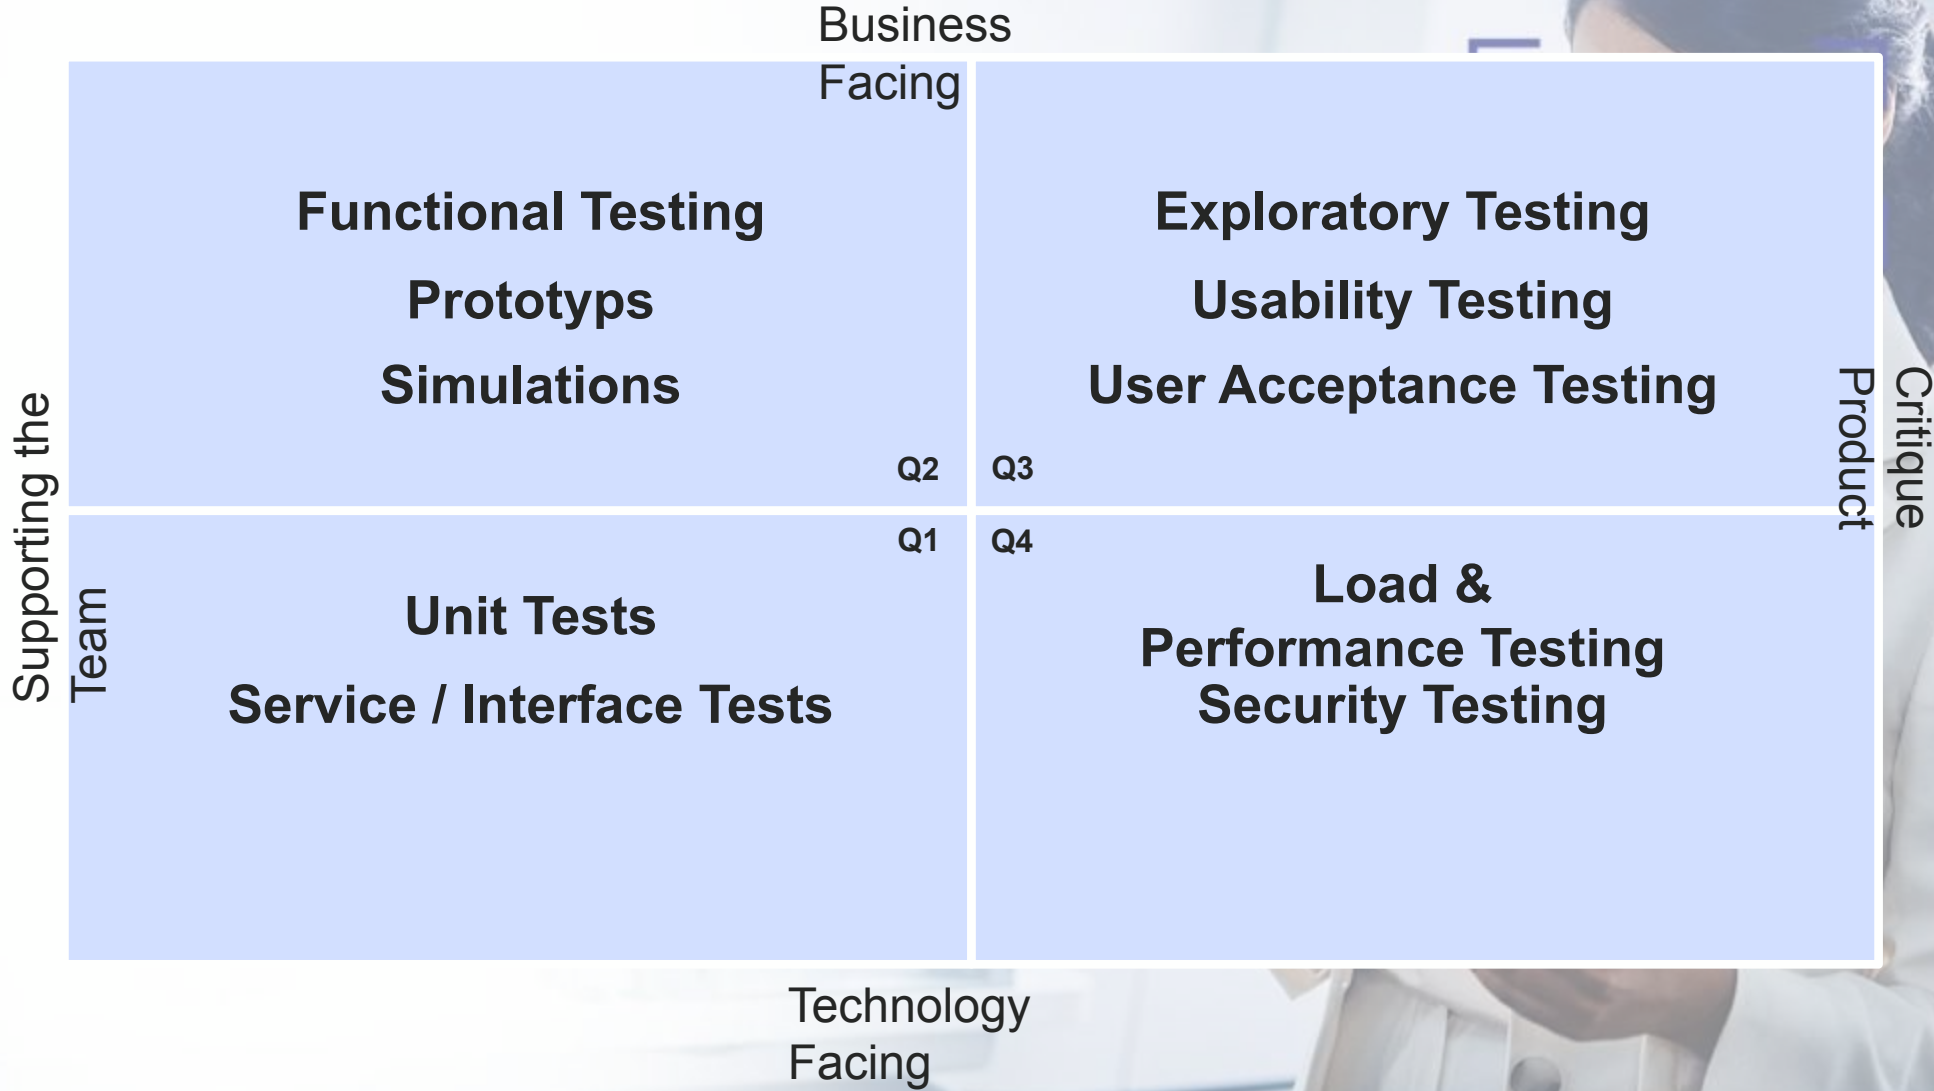 Business
Facing
Functional Testing
Prototyps
Simulations
Q2
Exploratory Testing
Usability Testing
User Acceptance Testing
Q3
Supporting the
Team
Critique
Product
Q1
Unit Tests
Service / Interface Tests
Q4
Load &
Performance Testing
Security Testing
Technology
Facing